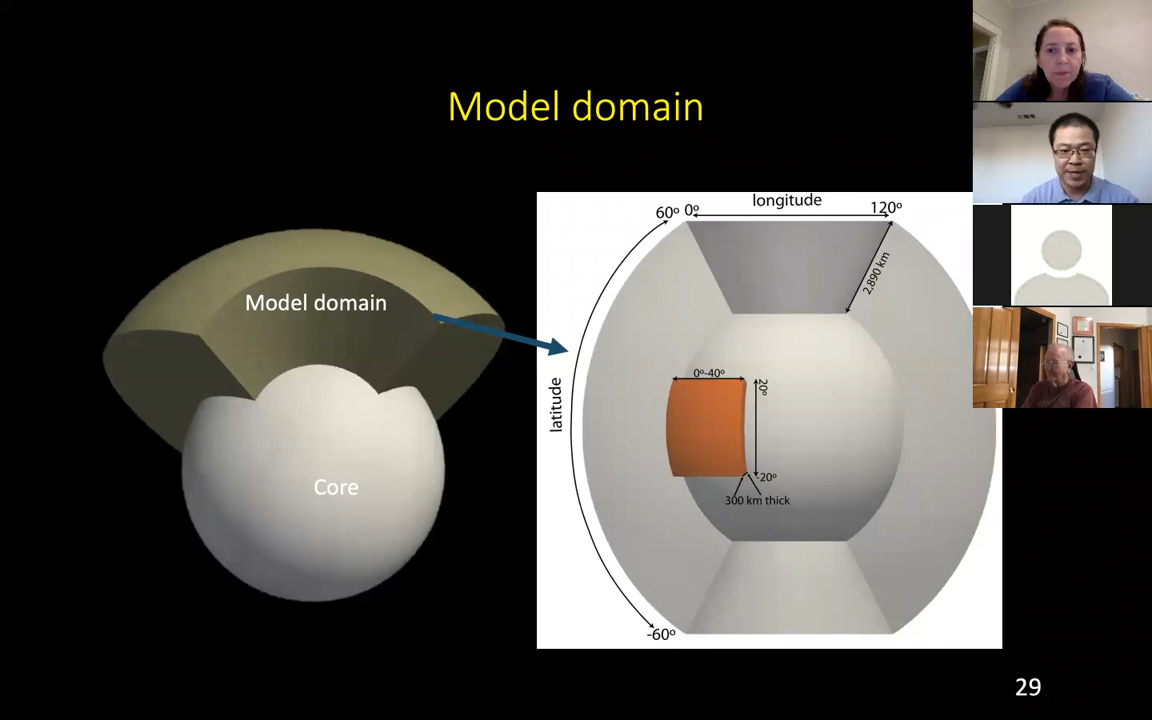 Model domain
Model domain
Core
longitude
60º 0º
120º
2,890 km
latitude
0º-40º
20º
-20º
300 km thick
-60º
29